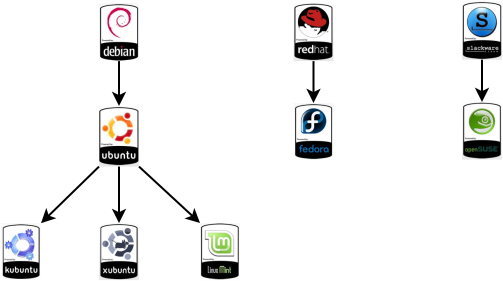 debian
redhat.
slackware
ubuntu
fedora
openSUSE
kubuntu
xubuntu
Linux Mint